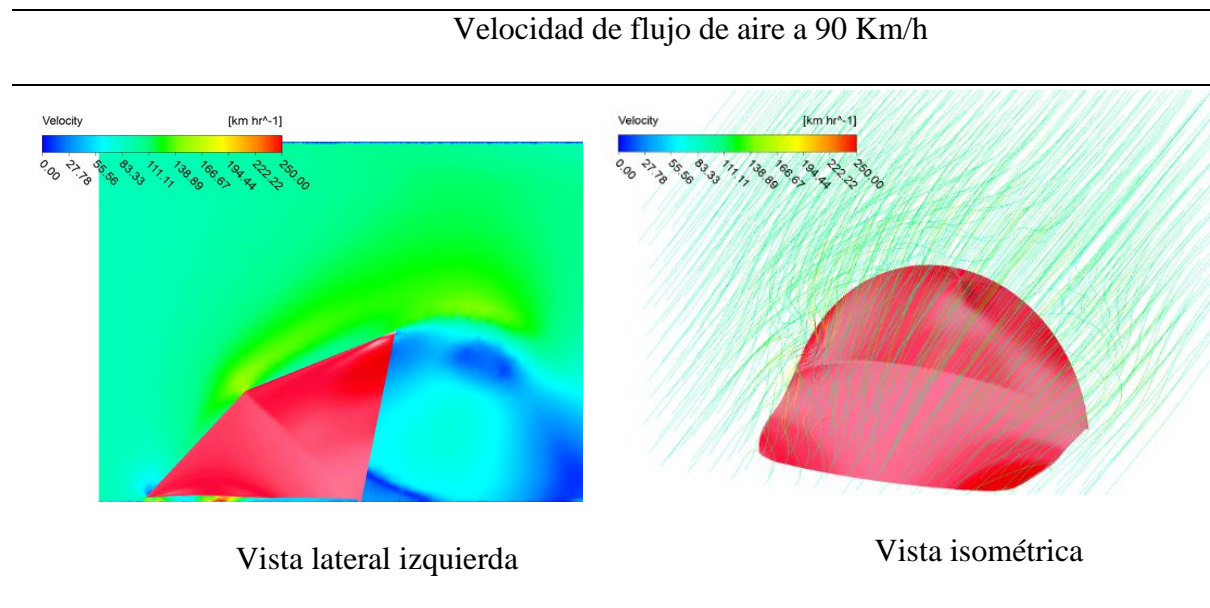 Velocidad de flujo de aire a 90 Km/h
Velocity [km hr^-1]
0.00 27.78 55.56 83.33 111.11 138.89 166.67 194.44 222.22 250.00
Velocity [km hr^-1]
0.00 27.78 55.56 83.33 111.11 138.89 166.67 194.44 222.22 250.00
Vista lateral izquierda
Vista isométrica